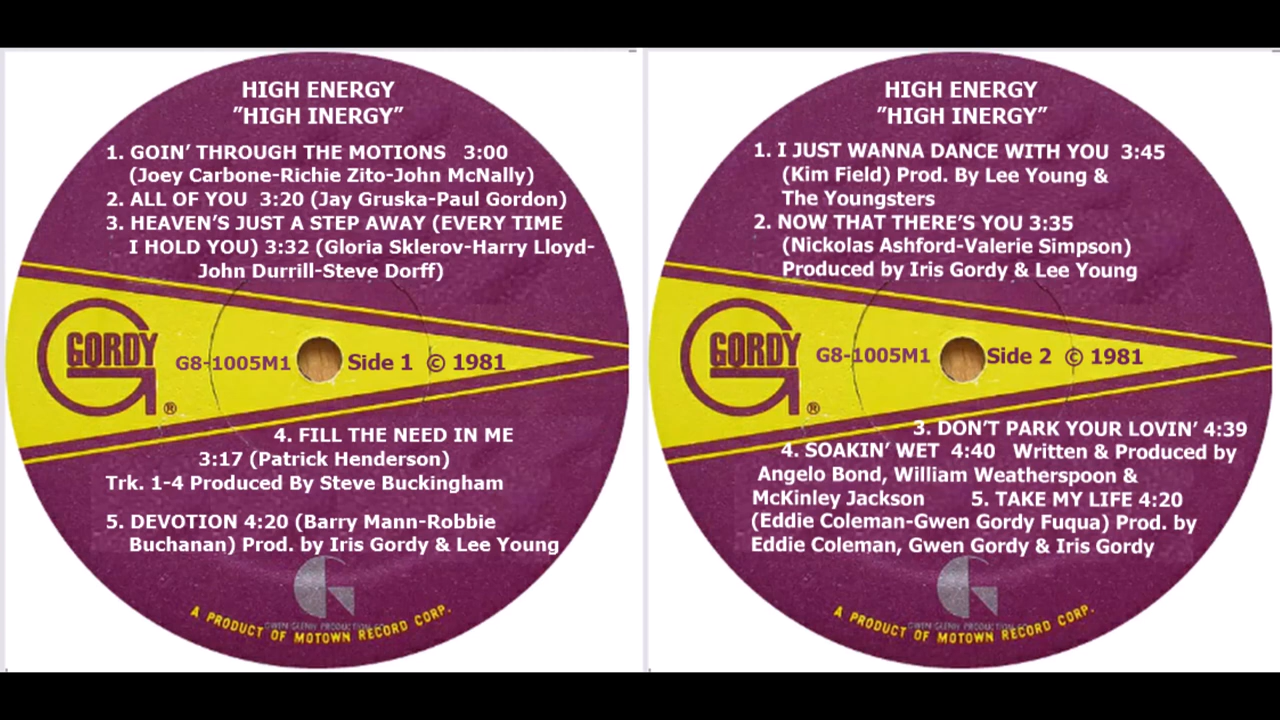 HIGH ENERGY
”HIGH INERGY”
1. GOIN’ THROUGH THE MOTIONS 3:00
(Joey Carbone-Richie Zito-John McNally)
2. ALL OF YOU 3:20 (Jay Gruska-Paul Gordon)
3. HEAVEN’S JUST A STEP AWAY (EVERY TIME
I HOLD YOU) 3:32 (Gloria Sklerov-Harry Lloyd-
John Durrill-Steve Dorff)
GORDY
®
G8-1005M1 Side 1 © 1981
4. FILL THE NEED IN ME
3:17 (Patrick Henderson)
Trk. 1-4 Produced By Steve Buckingham
5. DEVOTION 4:20 (Barry Mann-Robbie
Buchanan) Prod. by Iris Gordy & Lee Young
GWEN GLENN PRODUCTION CO
A PRODUCT OF MOTOWN RECORD CORP.
HIGH ENERGY
”HIGH INERGY”
1. I JUST WANNA DANCE WITH YOU 3:45
(Kim Field) Prod. By Lee Young &
The Youngsters
2. NOW THAT THERE’S YOU 3:35
(Nickolas Ashford-Valerie Simpson)
Produced by Iris Gordy & Lee Young
GORDY
®
G8-1005M1 Side 2 © 1981
3. DON’T PARK YOUR LOVIN’ 4:39
4. SOAKIN’ WET 4:40 Written & Produced by
Angelo Bond, William Weatherspoon &
McKinley Jackson 5. TAKE MY LIFE 4:20
(Eddie Coleman-Gwen Gordy Fuqua) Prod. by
Eddie Coleman, Gwen Gordy & Iris Gordy
GWEN GLENN PRODUCTION CO
A PRODUCT OF MOTOWN RECORD CORP.